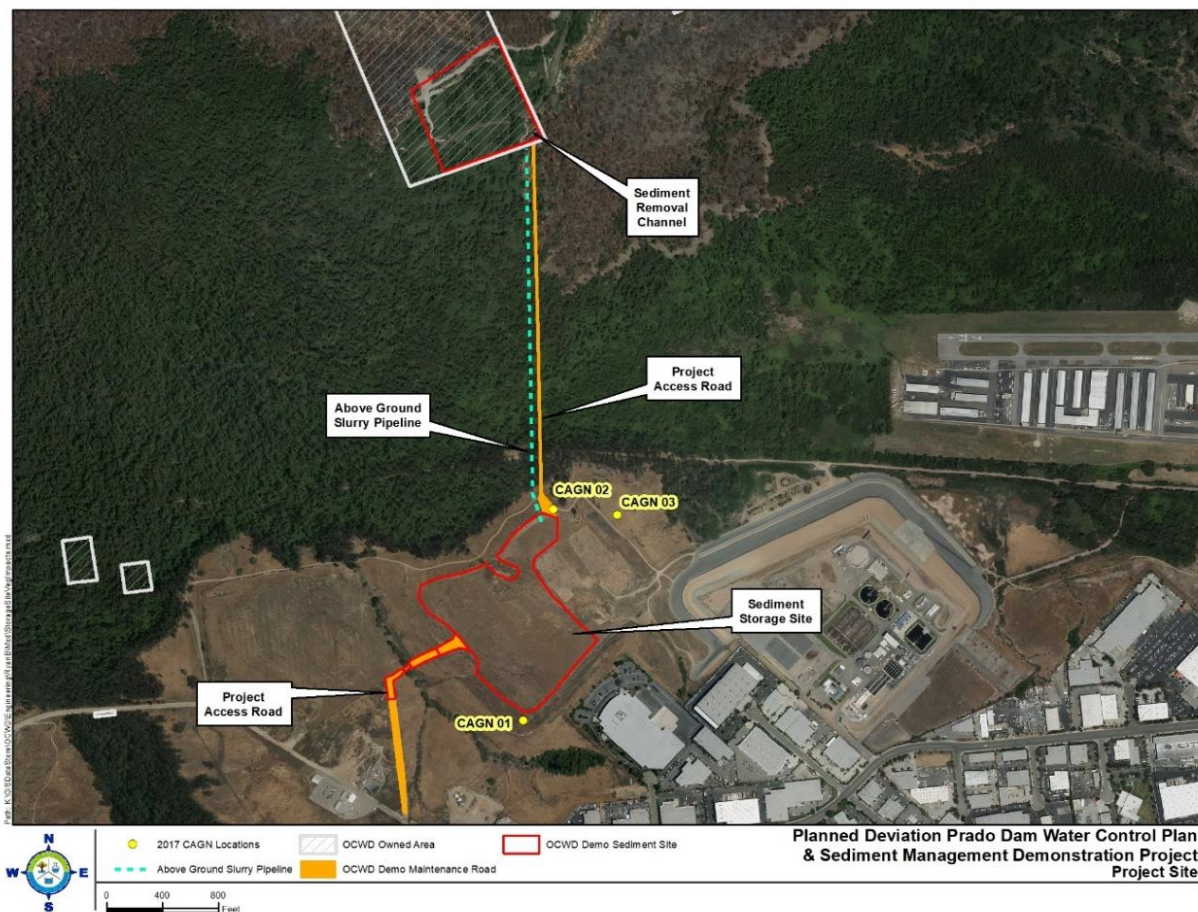 Sediment
Removal
Channel
Project
Access Road
Above Ground
Slurry Pipeline
CAGN 02
CAGN 03
Sediment
Storage Site
Project
Access Road
CAGN 01
N
W
E
S
2017 CAGN Locations
Above Ground Slurry Pipeline
OCWD Owned Area
OCWD Demo Maintenance Road
OCWD Demo Sediment Site
0 400 800
Feet
Planned Deviation Prado Dam Water Control Plan
& Sediment Management Demonstration Project
Project Site